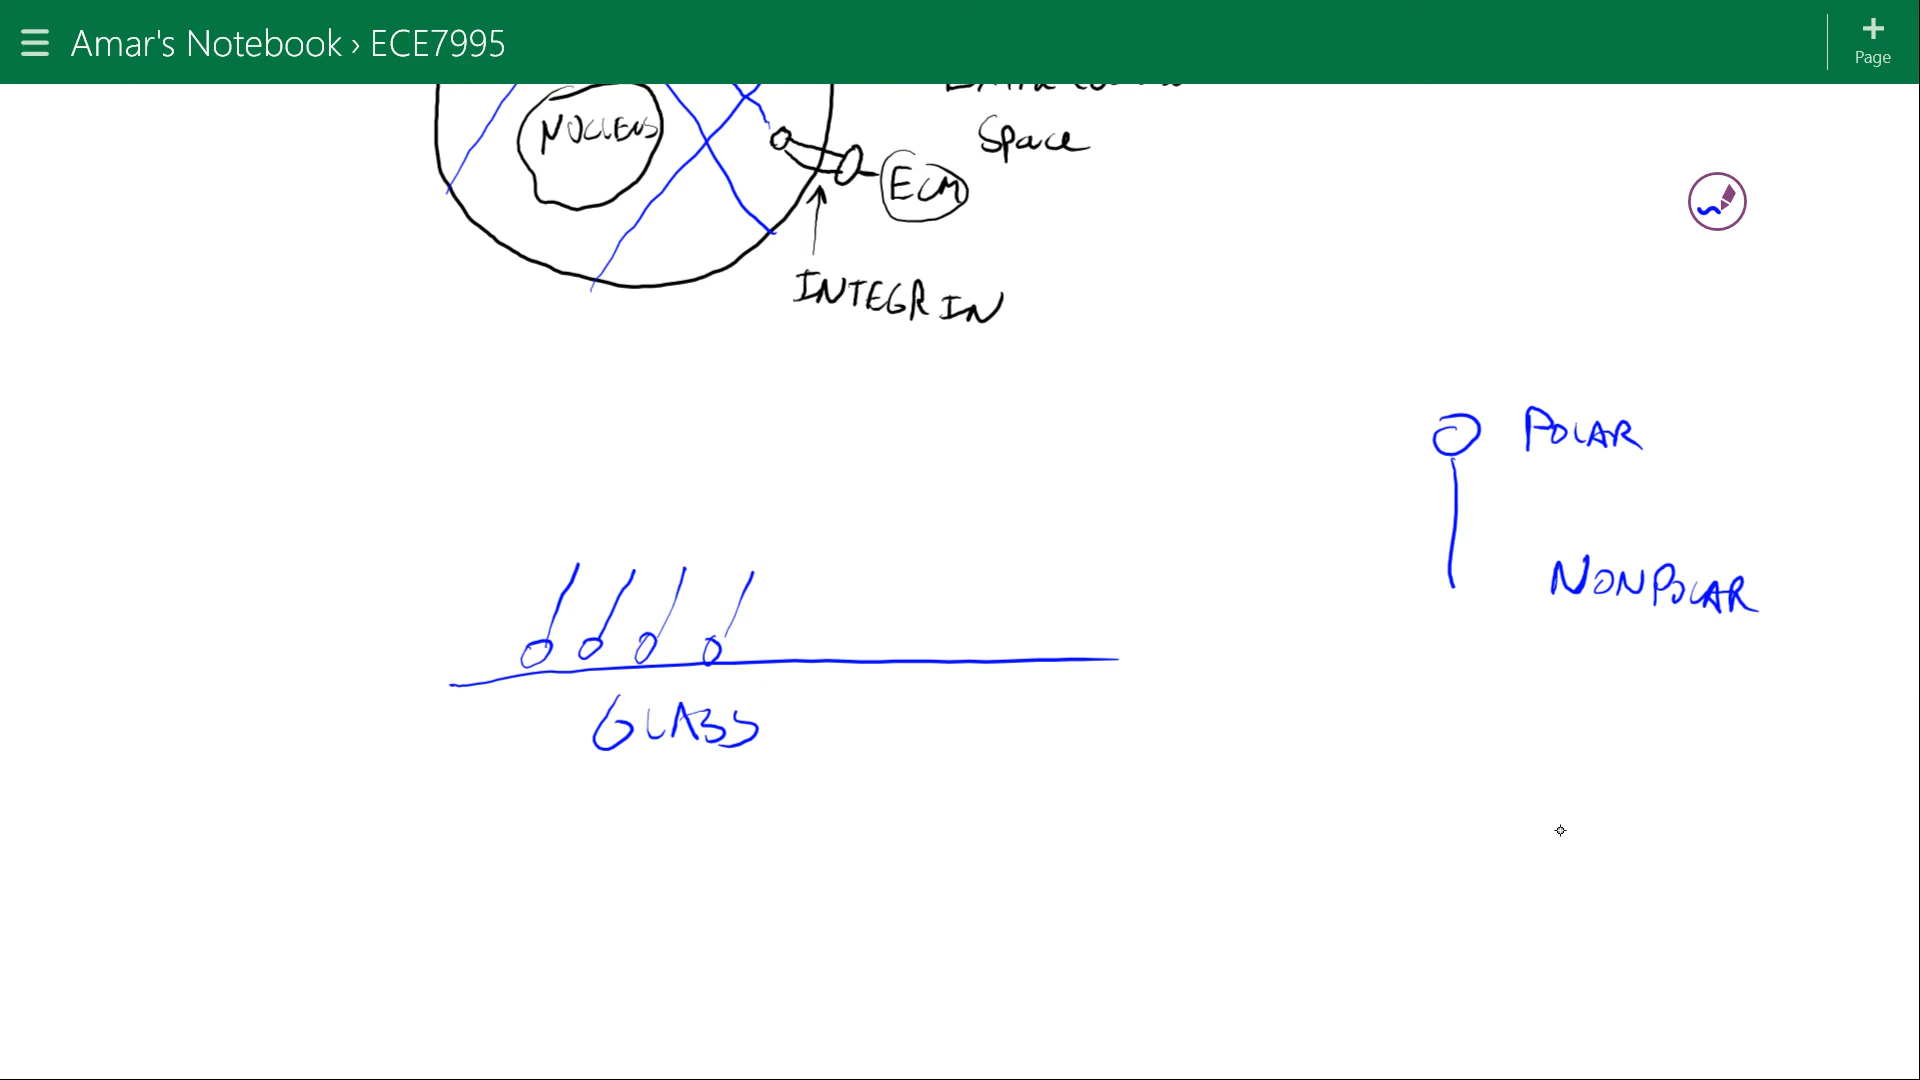 Amar's Notebook › ECE7995
Page
NUCLEUS
Space
ECM
INTEGRIN
POLAR
NONPOLAR
GLASS